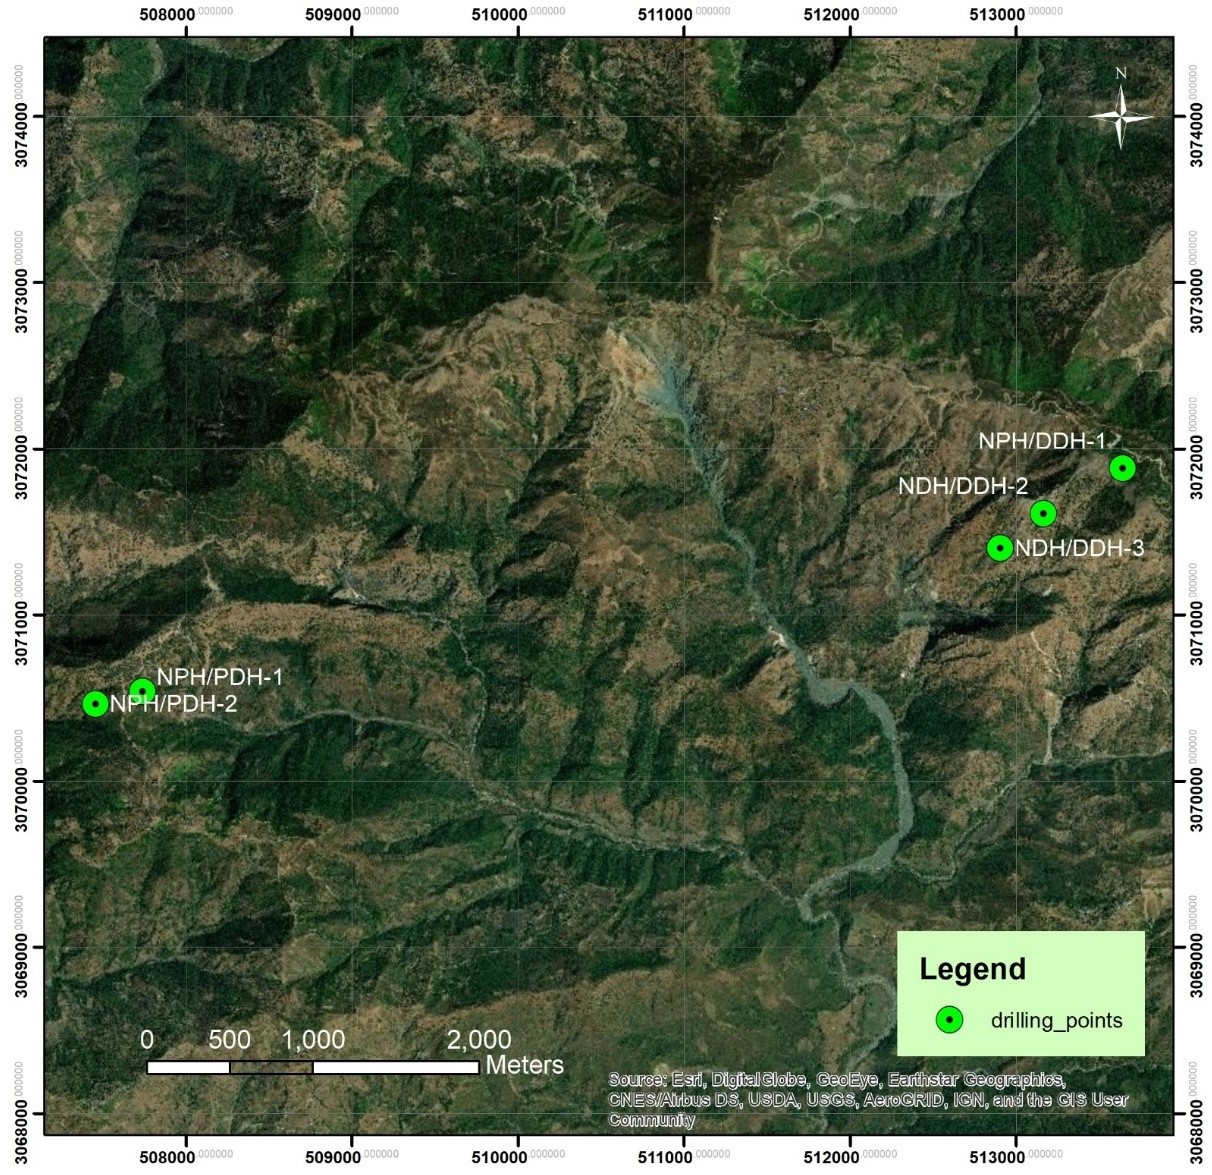 508000.000000 509000.000000 510000.000000 511000.000000 512000.000000 513000.000000
N
3074000.000000 3074000.000000
3073000.000000 3073000.000000
3072000.000000 3072000.000000
NPH/DDH-1
NDH/DDH-2
NDH/DDH-3
3071000.000000 3071000.000000
NPH/PDH-1
NPH/PDH-2
3070000.000000 3070000.000000
3069000.000000 3069000.000000
Legend
drilling_points
0 500 1,000 2,000
Meters
Source: Esri, DigitalGlobe, GeoEye, Earthstar Geographics,
CNES/Airbus DS, USDA, USGS, AeroGRID, IGN, and the GIS User
Community
3068000.000000 3068000.000000
508000.000000 509000.000000 510000.000000 511000.000000 512000.000000 513000.000000